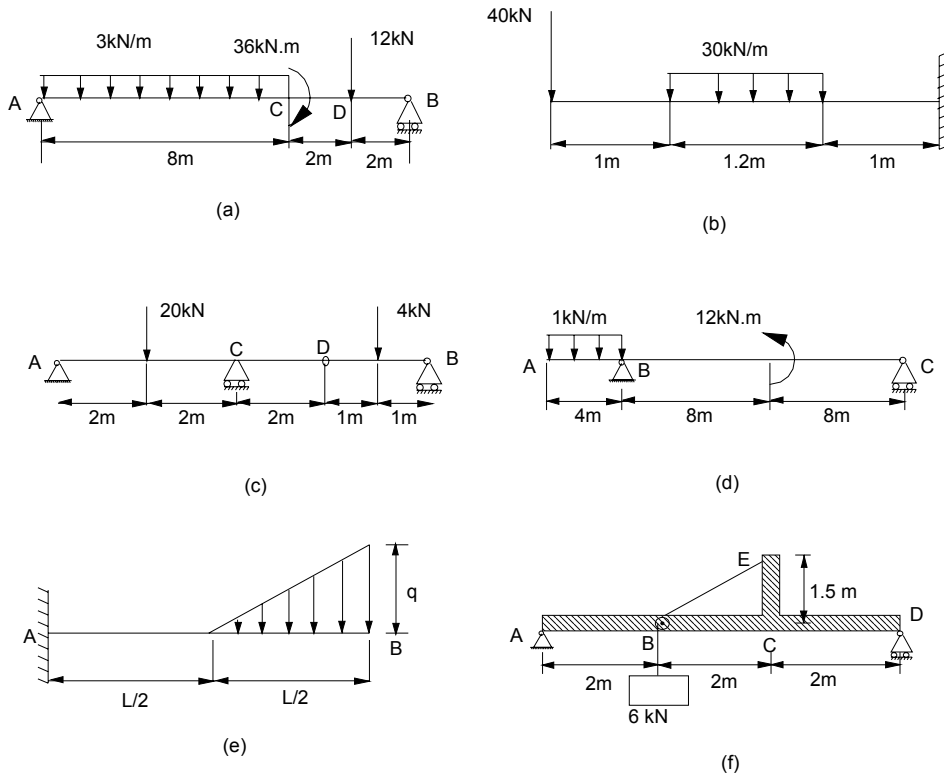 3kN/m 36kN.m 12kN
A C D B
8m 2m 2m
(a)
40kN
30kN/m
1m 1.2m 1m
(b)
20kN 4kN
A C D B
2m 2m 2m 1m 1m
(c)
1kN/m 12kN.m
A B C
4m 8m 8m
(d)
q
A B
L/2 L/2
(e)
E
1.5 m
D
A B C
2m 2m 2m
6 kN
(f)